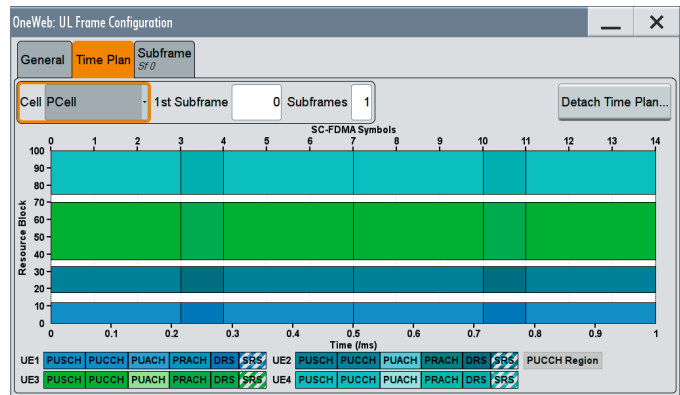 OneWeb: UL Frame Configuration
General Time Plan Subframe
Sf 0
Cell PCell 1st Subframe 0 Subframes 1 Detach Time Plan...
SC-FDMA Symbols
0 1 2 3 4 5 6 7 8 9 10 11 12 13 14
100
90
80
70
60
50
40
30
20
10
0
Resource Block
0 0.1 0.2 0.3 0.4 0.5 0.6 0.7 0.8 0.9 1
Time (/ms)
UE1 PUSCH PUCCH PUACH PRACH DRS SRS UE2 PUSCH PUCCH PUACH PRACH DRS SRS PUCCH Region
UE3 PUSCH PUCCH PUACH PRACH DRS SRS UE4 PUSCH PUCCH PUACH PRACH DRS SRS